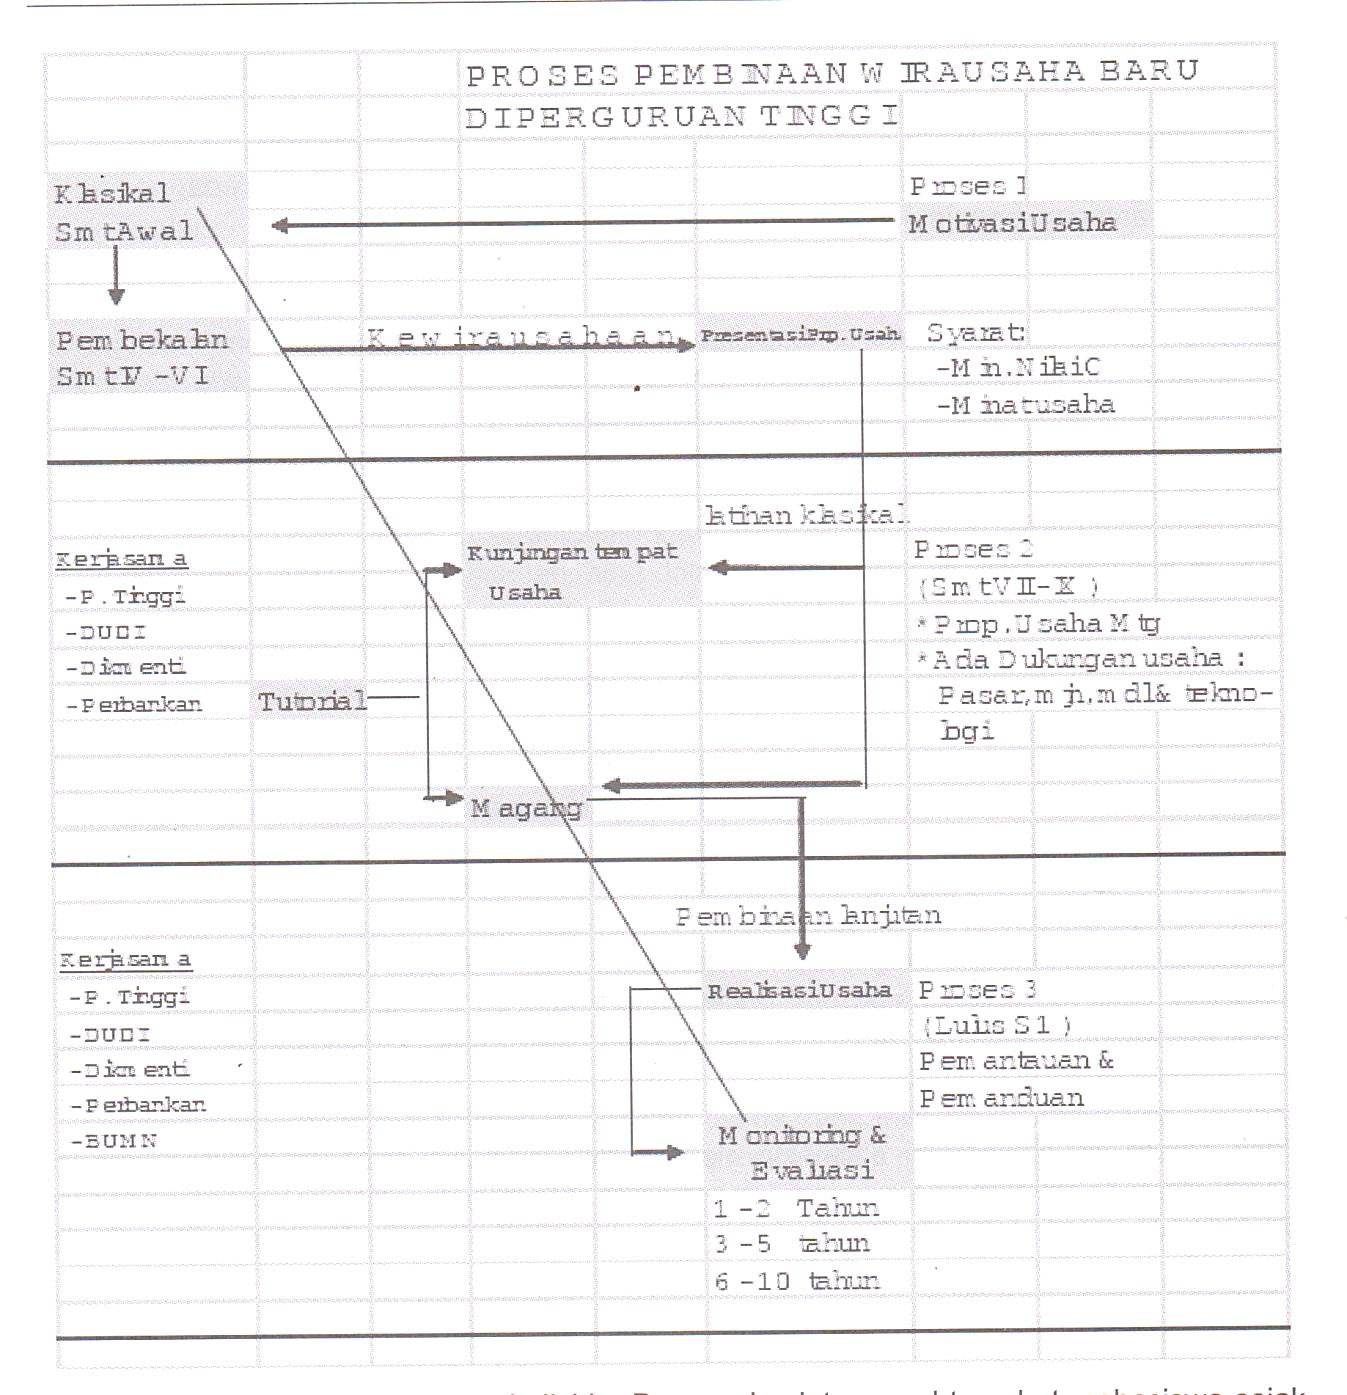 PROSES PEMBINAAN WIRAUSAHA BARU
DIPERGURUAN TINGGI
Klasikal
Smt Awal
Proses 1
Motivasi Usaha
Pembekalan
Smt IV - VI
Kewirausahaan
Presentasi Prp. Usah
Syarat:
-Min. Nilai C
-Minat usaha
latihan klasikal
Kerjasama
-P. Tinggi
-DUDI
-Dikmenti
-Perbankan
Tutorial
Kunjingan tempat
Usaha
Magang
Proses 2
(Smt VII-IX )
*Prop. Usaha Mtg
*Ada Dukungan usaha :
Pasar, mjn, mdl & tekno-
logi
Pembinaan lanjutan
Kerjasama
-P. Tinggi
-DUDI
-Dikmenti
-Perbankan
-BUMN
Realisasi Usaha
Proses 3
(Lulus S1 )
Pemantauan &
Pemanduan
Monitoring &
Evaluasi
1 - 2 Tahun
3 - 5 tahun
6 - 10 tahun